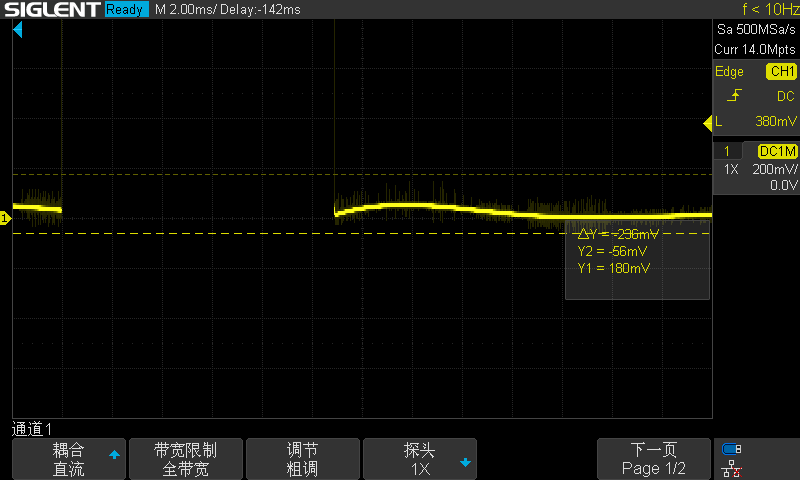 SIGLENT Ready M 2.00ms/ Delay:-142ms f < 10Hz
Sa 500MSa/s
Curr 14.0Mpts
Edge CH1
DC
L 380mV
1 DC1M
1X 200mV/
0.0V
1
△Y = -236mV
Y2 = -56mV
Y1 = 180mV
通道1
耦合
直流
带宽限制
全带宽
调节
粗调
探头
1X
下一页
Page 1/2